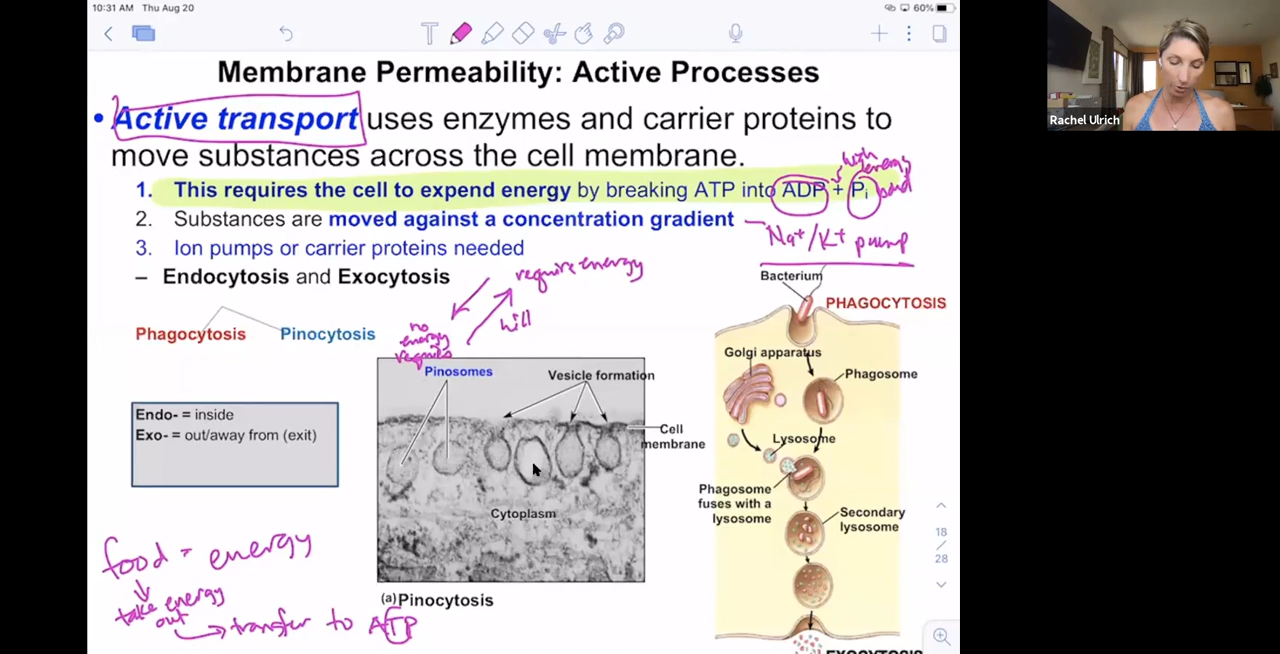 10:31 AM Thu Aug 20
60%
Membrane Permeability: Active Processes
• Active transport uses enzymes and carrier proteins to
move substances across the cell membrane.
1. This requires the cell to expend energy by breaking ATP into ADP + Pi
high
energy
bond
2. Substances are moved against a concentration gradient
Na+/K+ pump
3. Ion pumps or carrier proteins needed
– Endocytosis and Exocytosis
require energy
hill
no
energy
Phagocytosis
Pinocytosis
Endo- = inside
Exo- = out/away from (exit)
Pinosomes
Vesicle formation
Cell
membrane
Cytoplasm
(a) Pinocytosis
Bacterium
PHAGOCYTOSIS
Golgi apparatus
Phagosome
Lysosome
Phagosome
fuses with a
lysosome
Secondary
lysosome
18
/
28
food = energy
take energy
out
transfer to ATP
EXOCYTOSIS
Rachel Ulrich